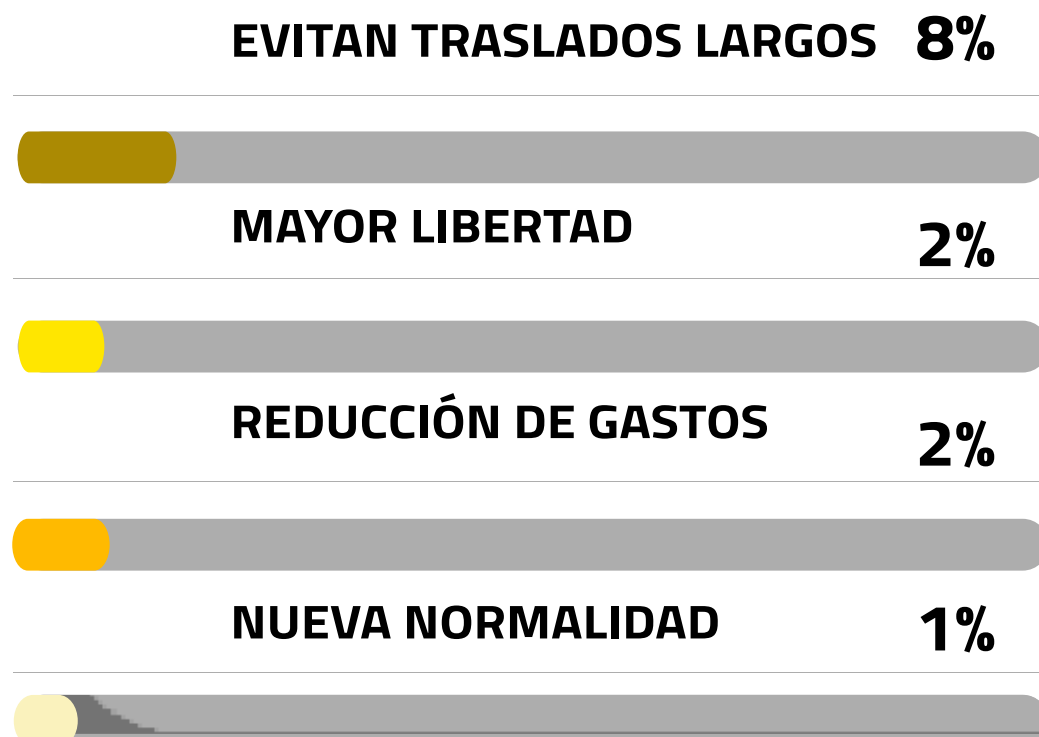 EVITAN TRASLADOS LARGOS 8%
MAYOR LIBERTAD 2%
REDUCCIÓN DE GASTOS 2%
NUEVA NORMALIDAD 1%